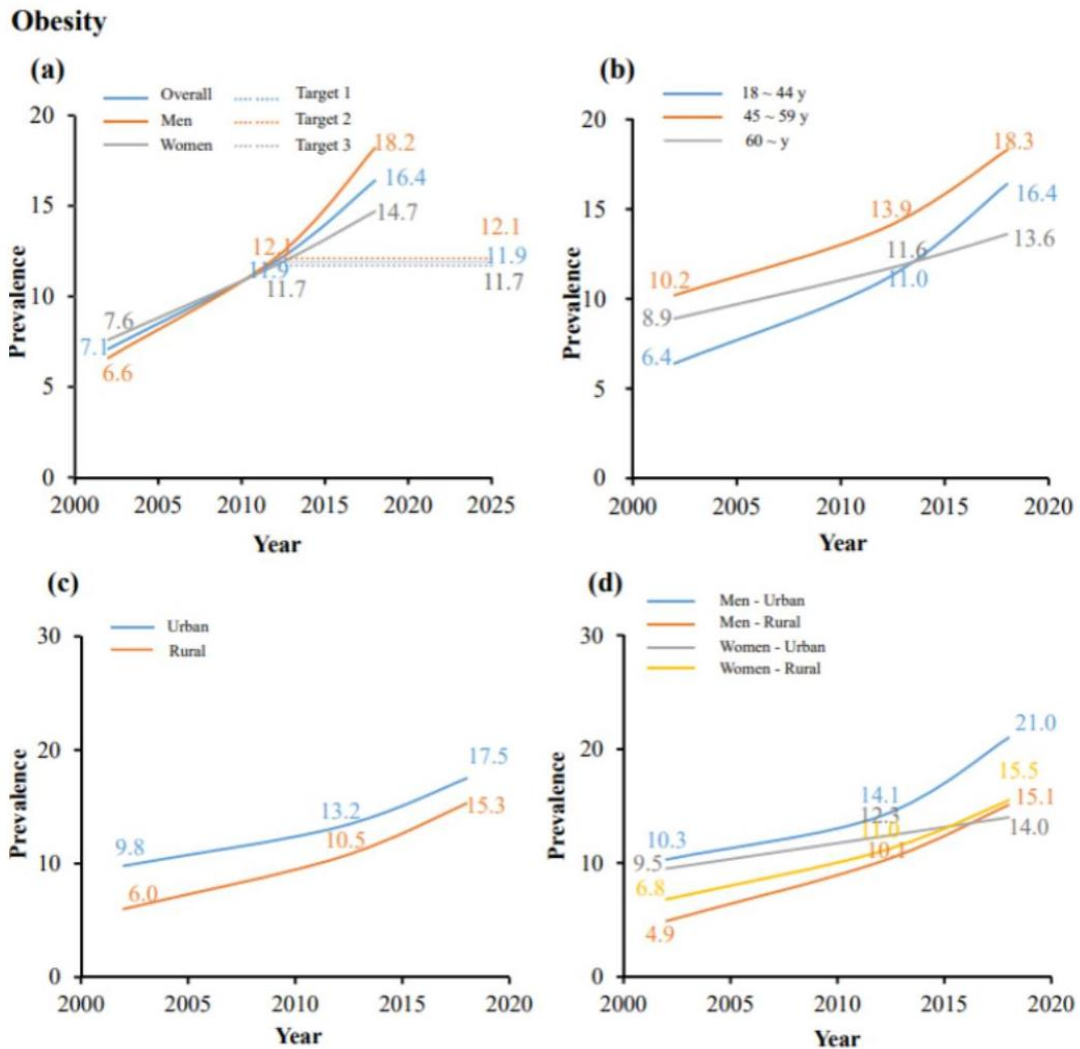 Obesity
(a)
Overall
Men
Women
Target 1
Target 2
Target 3
Prevalence
20
15
10
5
0
18.2
16.4
14.7
12.1
11.9
11.7
12.1
11.9
11.7
7.6
7.1
6.6
2000 2005 2010 2015 2020 2025
Year
(b)
18 ~ 44 y
45 ~ 59 y
60 ~ y
Prevalence
20
15
10
5
0
18.3
16.4
13.6
13.9
11.6
11.0
10.2
8.9
6.4
2000 2005 2010 2015 2020
Year
(c)
Urban
Rural
Prevalence
30
20
10
0
17.5
15.3
13.2
10.5
9.8
6.0
2000 2005 2010 2015 2020
Year
(d)
Men - Urban
Men - Rural
Women - Urban
Women - Rural
Prevalence
30
20
10
0
21.0
15.5
15.1
14.0
14.1
12.3
11.0
10.1
10.3
9.5
6.8
4.9
2000 2005 2010 2015 2020
Year